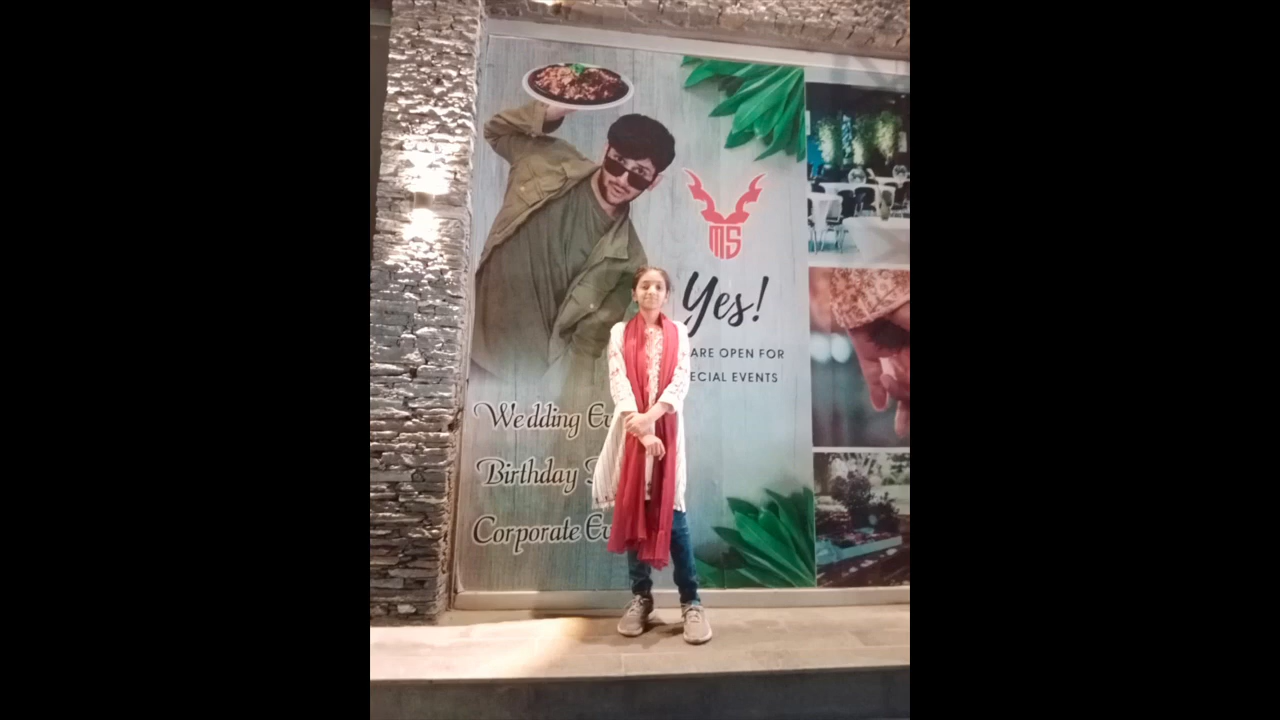 MS
Yes!
ARE OPEN FOR
ECIAL EVENTS
Wedding Ev
Birthday
Corporate Ev